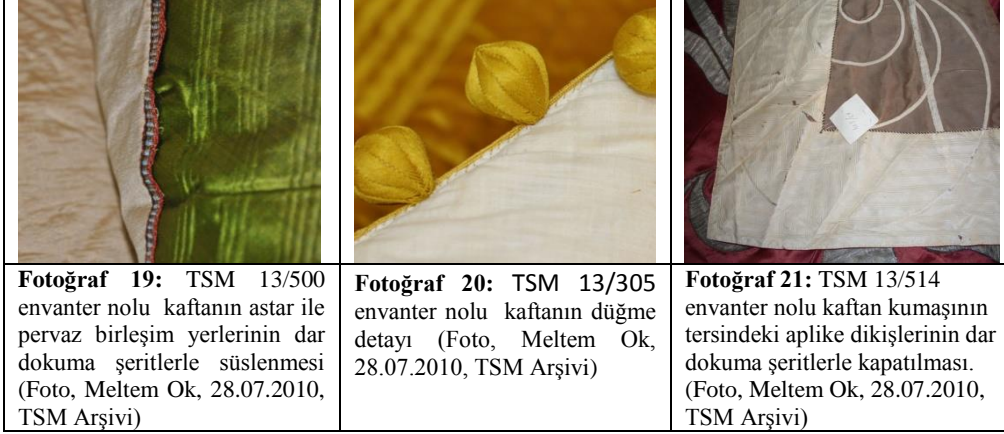 Fotoğraf 19: TSM 13/500
envanter nolu kaftanın astar ile
pervaz birleşim yerlerinin dar
dokuma şeritlerle süslenmesi
(Foto, Meltem Ok, 28.07.2010,
TSM Arşivi)
Fotoğraf 20: TSM 13/305
envanter nolu kaftanın düğme
detayı (Foto, Meltem Ok,
28.07.2010, TSM Arşivi)
Fotoğraf 21: TSM 13/514
envanter nolu kaftan kumaşının
tersindeki aplike dikişlerinin dar
dokuma şeritlerle kapatılması.
(Foto, Meltem Ok, 28.07.2010,
TSM Arşivi)